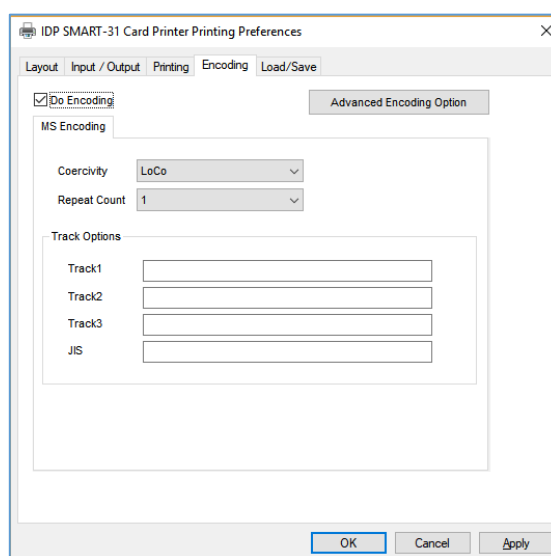 IDP SMART-31 Card Printer Printing Preferences
Layout Input / Output Printing Encoding Load/Save
Do Encoding Advanced Encoding Option
MS Encoding
Coercivity LoCo
Repeat Count 1
Track Options
Track1
Track2
Track3
JIS
OK Cancel Apply